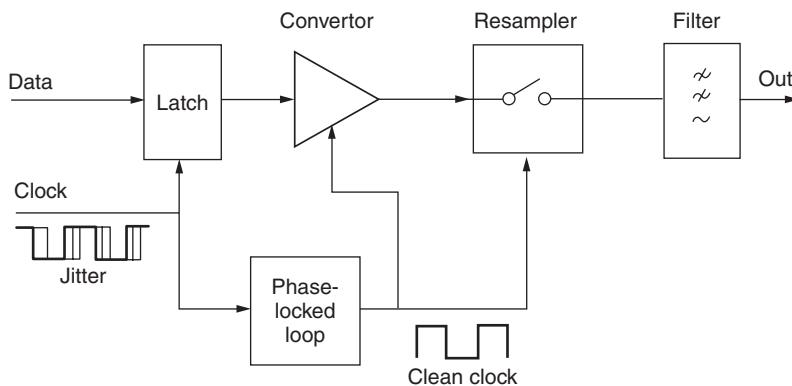 Convertor
Resampler
Filter
Data
Latch
Out
Clock
Jitter
Phase-
locked
loop
Clean clock